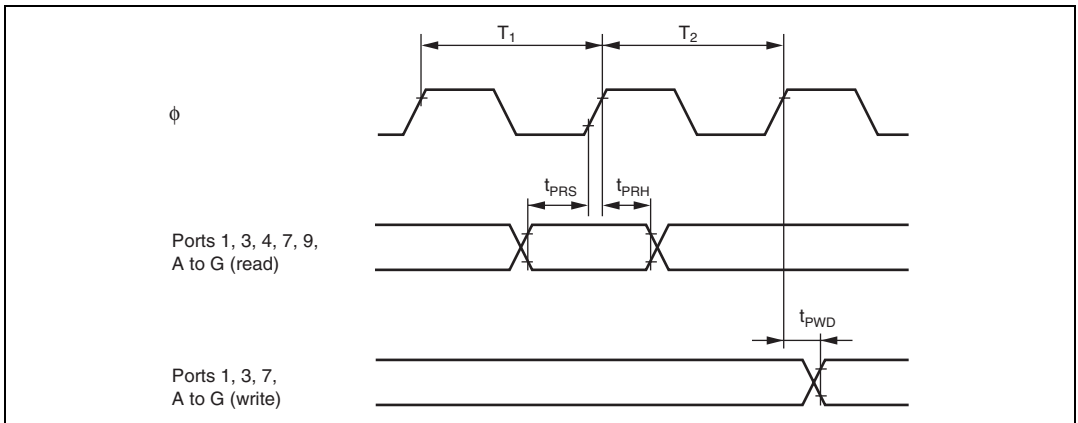 T1
T2
ϕ
tPRS
tPRH
Ports 1, 3, 4, 7, 9,
A to G (read)
tPWD
Ports 1, 3, 7,
A to G (write)